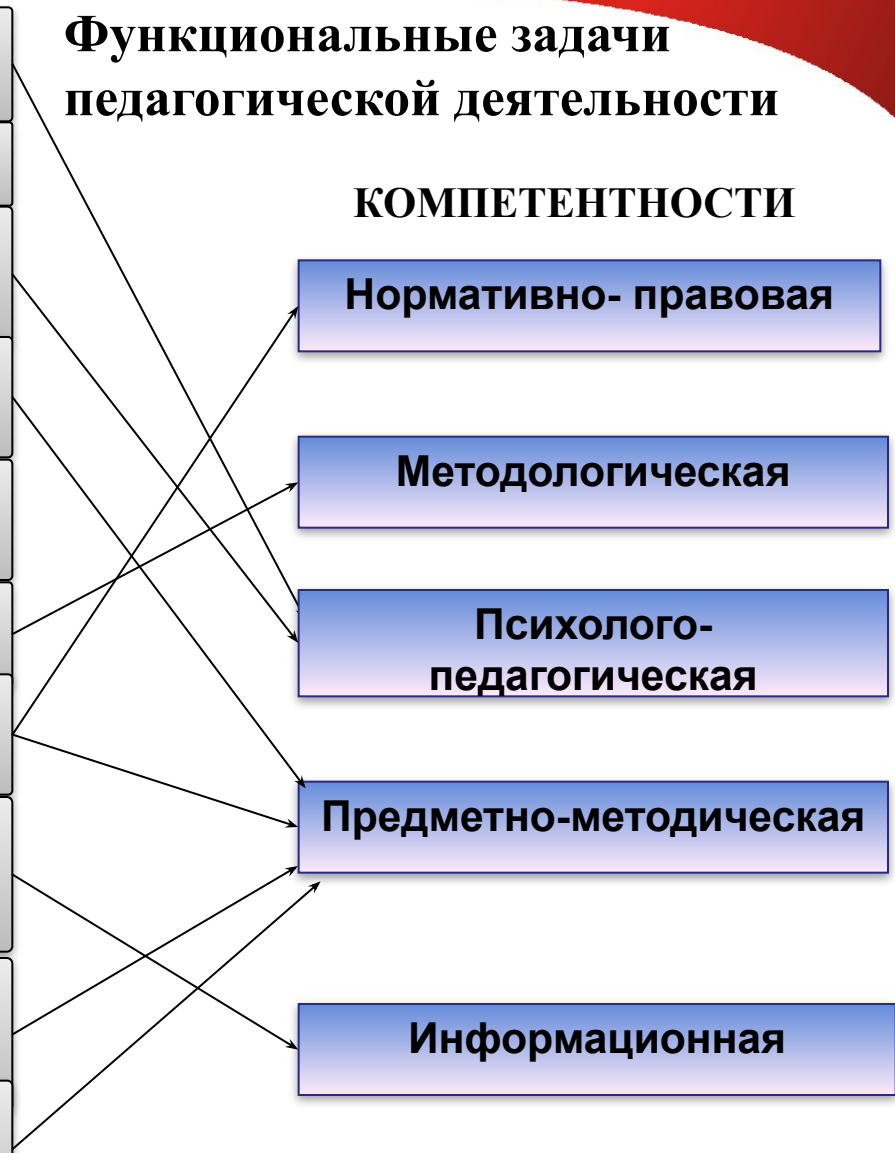 Функциональные задачи
педагогической деятельности
КОМПЕТЕНТНОСТИ
Нормативно- правовая
Методологическая
Психолого-
педагогическая
Предметно-методическая
Информационная